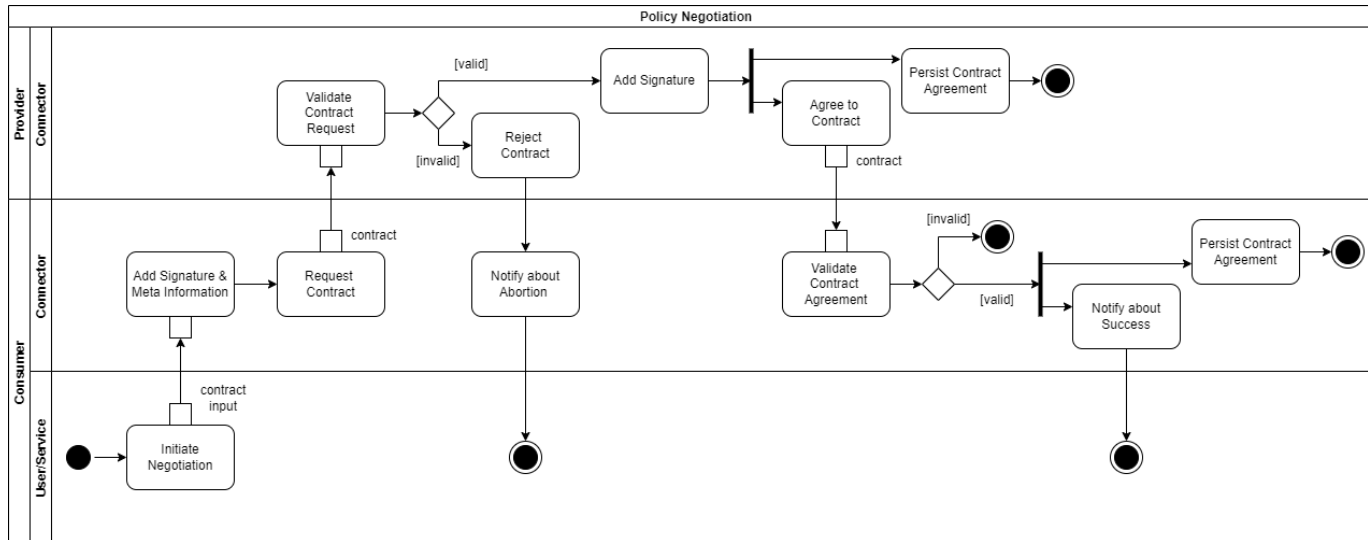 Policy Negotiation
Provider
Connector
Validate
Contract
Request
[valid]
[invalid]
Reject
Contract
Add Signature
Agree to
Contract
contract
Persist Contract
Agreement
Consumer
Connector
Add Signature &
Meta Information
contract
Request
Contract
Notify about
Abortion
Validate
Contract
Agreement
[invalid]
[valid]
Persist Contract
Agreement
Notify about
Success
User/Service
contract
input
Initiate
Negotiation